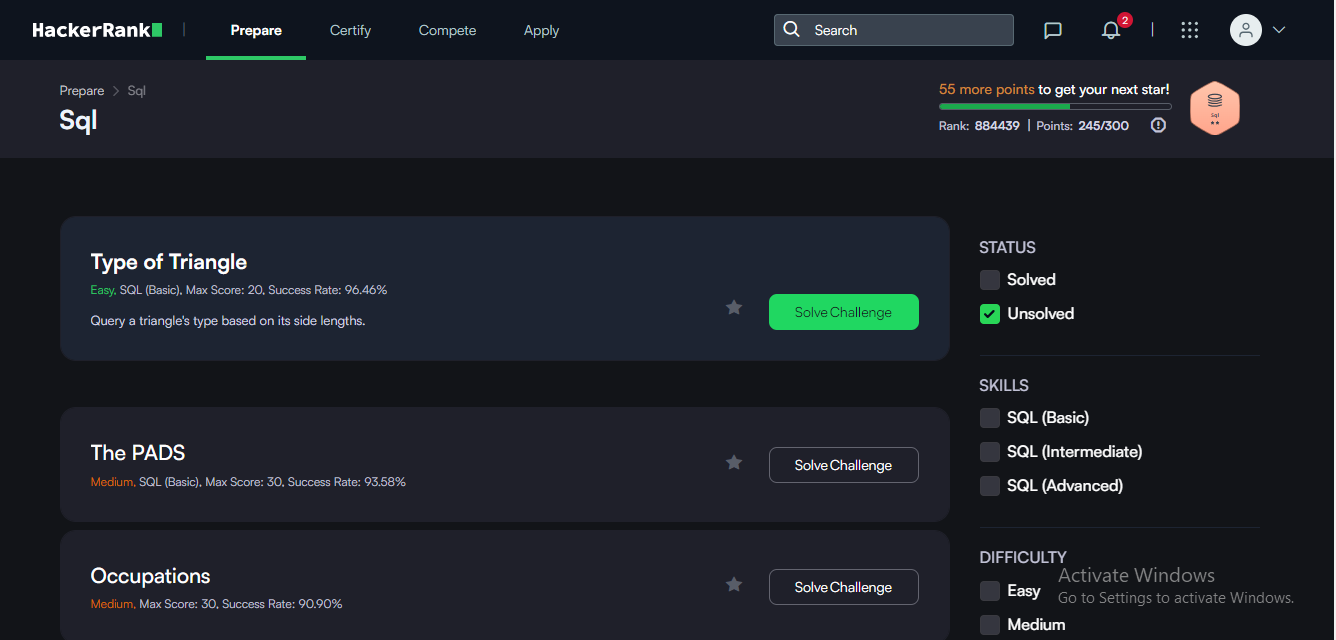 HackerRank
Prepare Certify Compete Apply
Search
2
Prepare > Sql
Sql
55 more points to get your next star!
Rank: 884439 | Points: 245/300
Sql
Type of Triangle
Easy, SQL (Basic), Max Score: 20, Success Rate: 96.46%
Query a triangle's type based on its side lengths.
Solve Challenge
The PADS
Medium, SQL (Basic), Max Score: 30, Success Rate: 93.58%
Solve Challenge
Occupations
Medium, Max Score: 30, Success Rate: 90.90%
Solve Challenge
STATUS
Solved
Unsolved
SKILLS
SQL (Basic)
SQL (Intermediate)
SQL (Advanced)
DIFFICULTY
Easy
Medium
Activate Windows
Go to Settings to activate Windows.